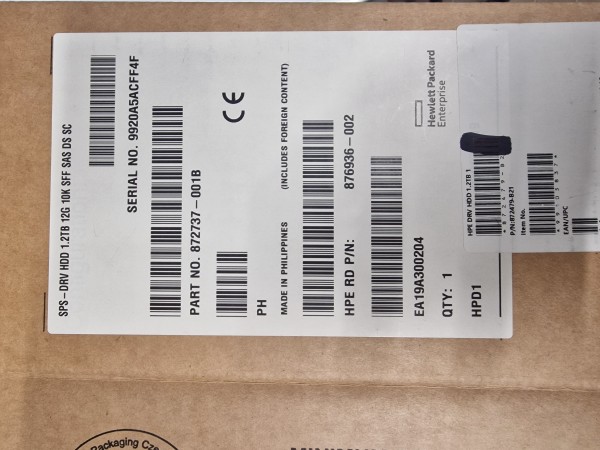 SPS-DRV HDD 1.2TB 12G 10K SFF SAS DS SC
SERIAL NO. 9920A5ACFF4F
PART NO. 872737-001B
CE
PH
MADE IN PHILIPPINES (INCLUDES FOREIGN CONTENT)
HPE RD P/N: 876936-002
EA19A300204
QTY: 1
HPD1
Hewlett Packard
Enterprise
HPE DRV HDD 1.2TB 1
P/N:872479-B21
Item No.
EAN/UPC
Packaging